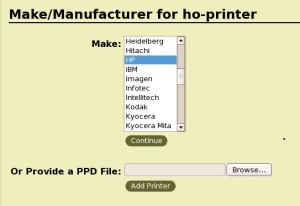 Make/Manufacturer for ho-printer
Make:
Heidelberg
Hitachi
HP
IBM
Imagen
Infotec
Intellitech
Kodak
Kyocera
Kyocera Mita
Continue
Or Provide a PPD File:
Browse...
Add Printer